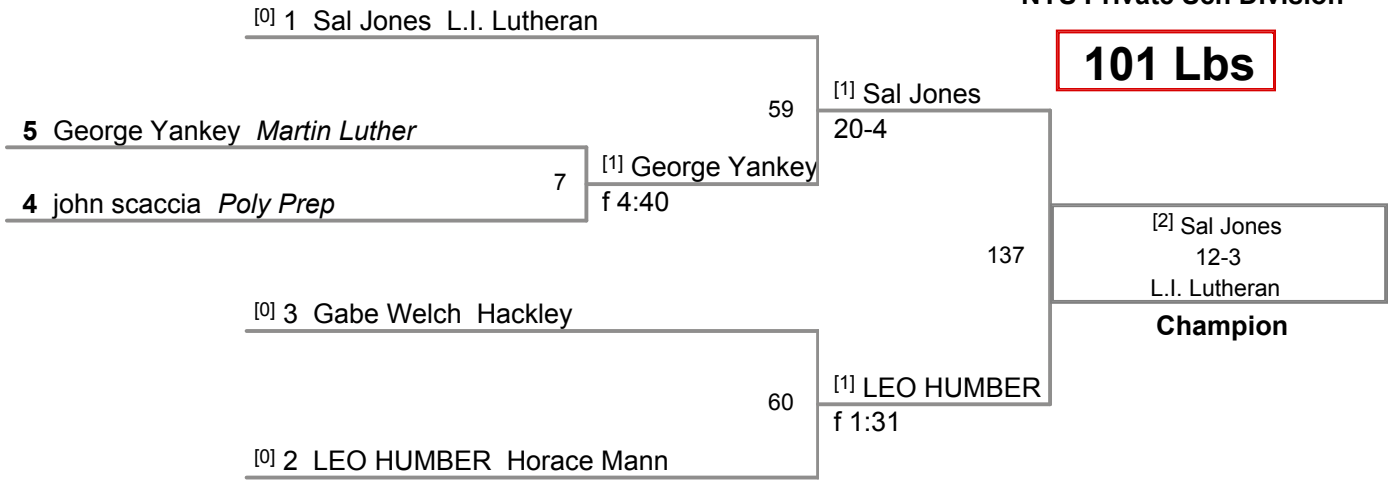 NYS Private Sch Division
[0] 1 Sal Jones L.I. Lutheran
101 Lbs
59
[1] Sal Jones
20-4
5 George Yankey Martin Luther
7
[1] George Yankey
f 4:40
4 john scaccia Poly Prep
137
[2] Sal Jones
12-3
L.I. Lutheran
Champion
[0] 3 Gabe Welch Hackley
60
[1] LEO HUMBER
f 1:31
[0] 2 LEO HUMBER Horace Mann